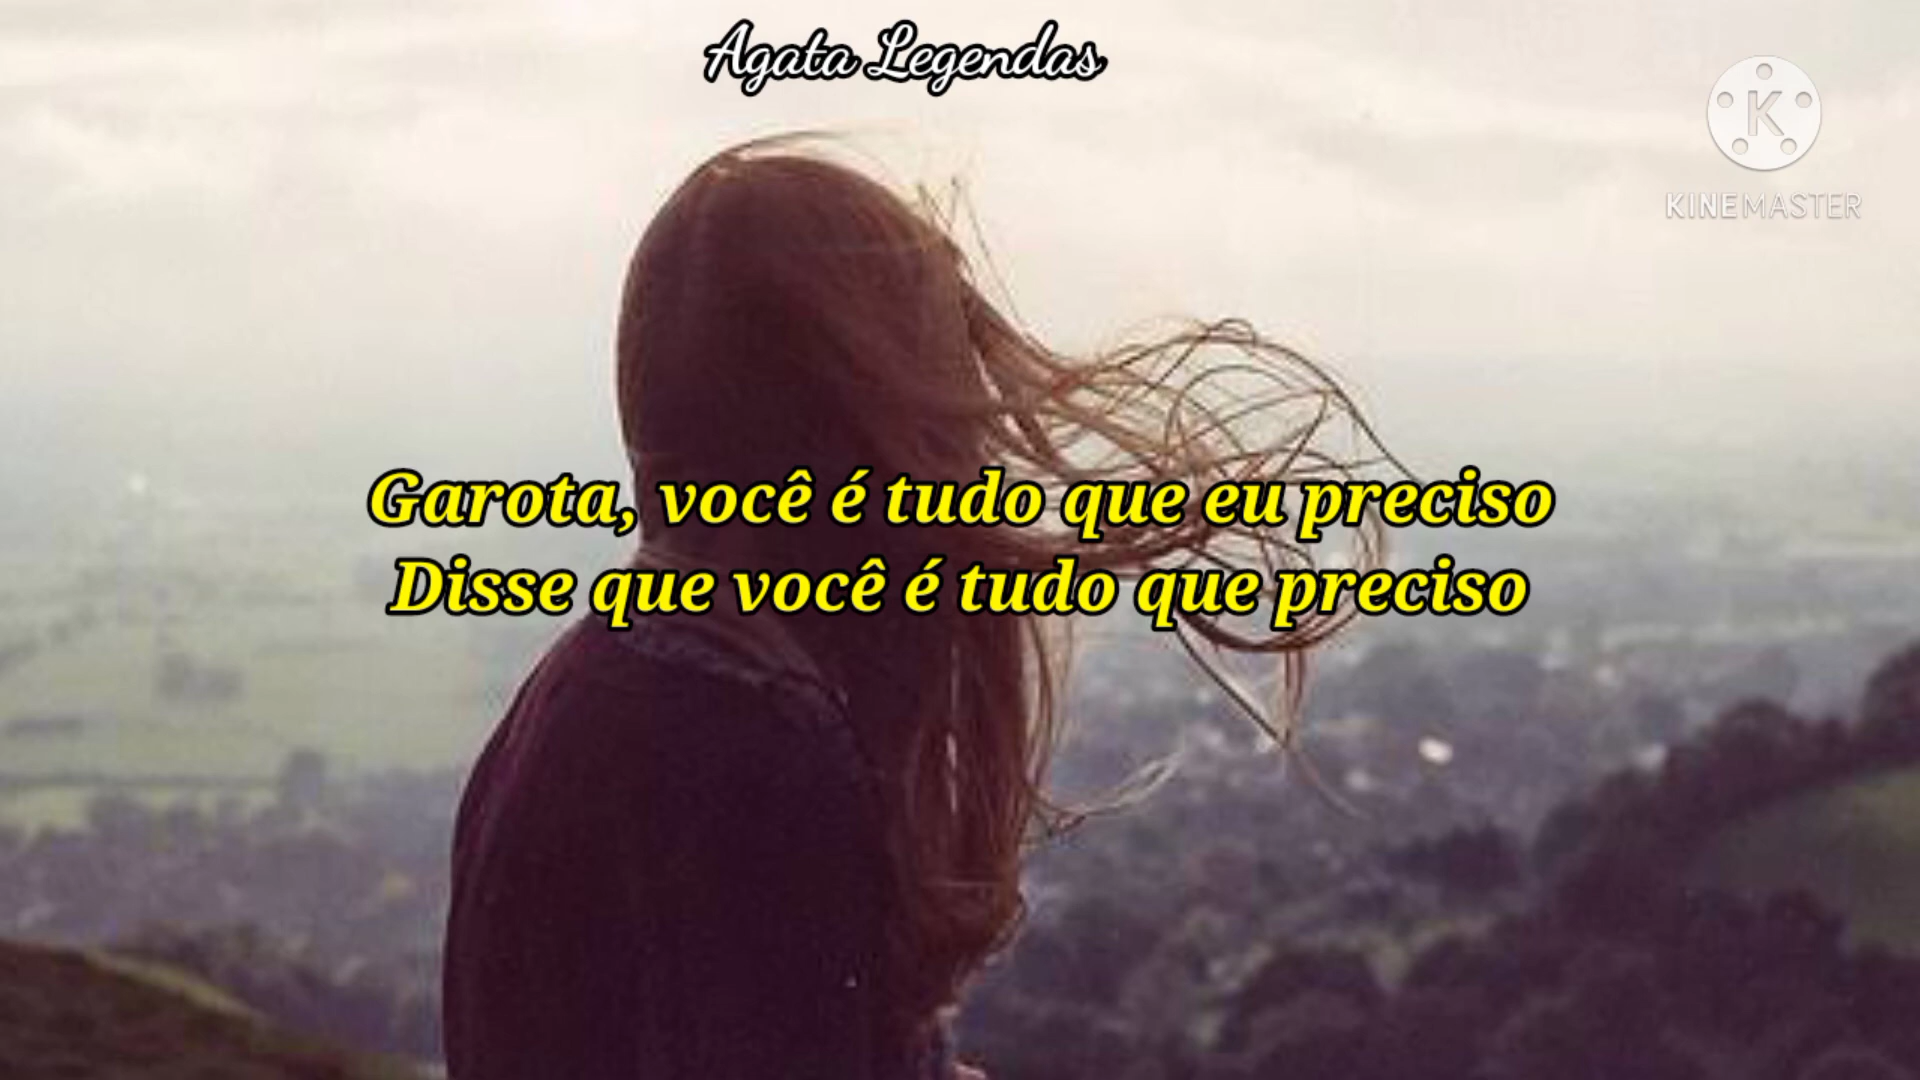 Agata Legendas
K
KINEMASTER
Garota, você é tudo que eu preciso
Disse que você é tudo que preciso